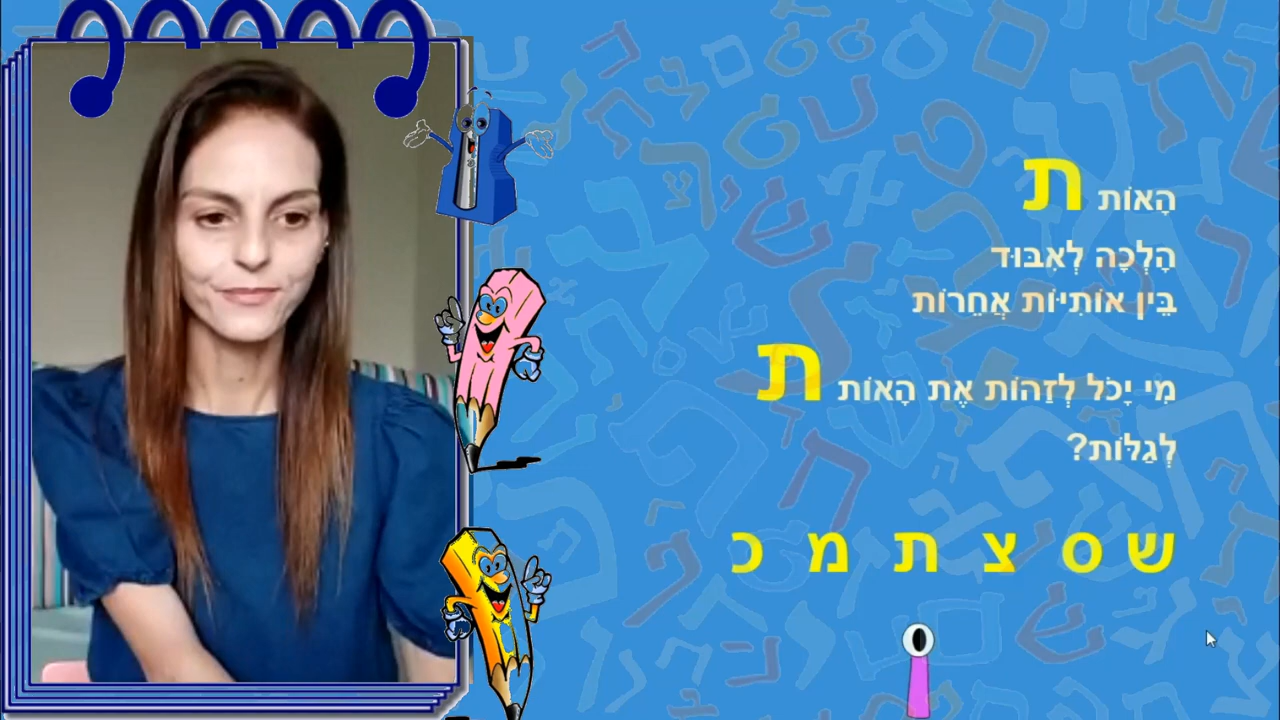 הָאוֹת ת
הָלְכָה לְאִבּוּד
בֵּין אוֹתִיּוֹת אֲחֵרוֹת
מִי יָכֹל לְזַהוֹת אֶת הָאוֹת ת
לְגַלּוֹת?
ש ס צ ת מ כ